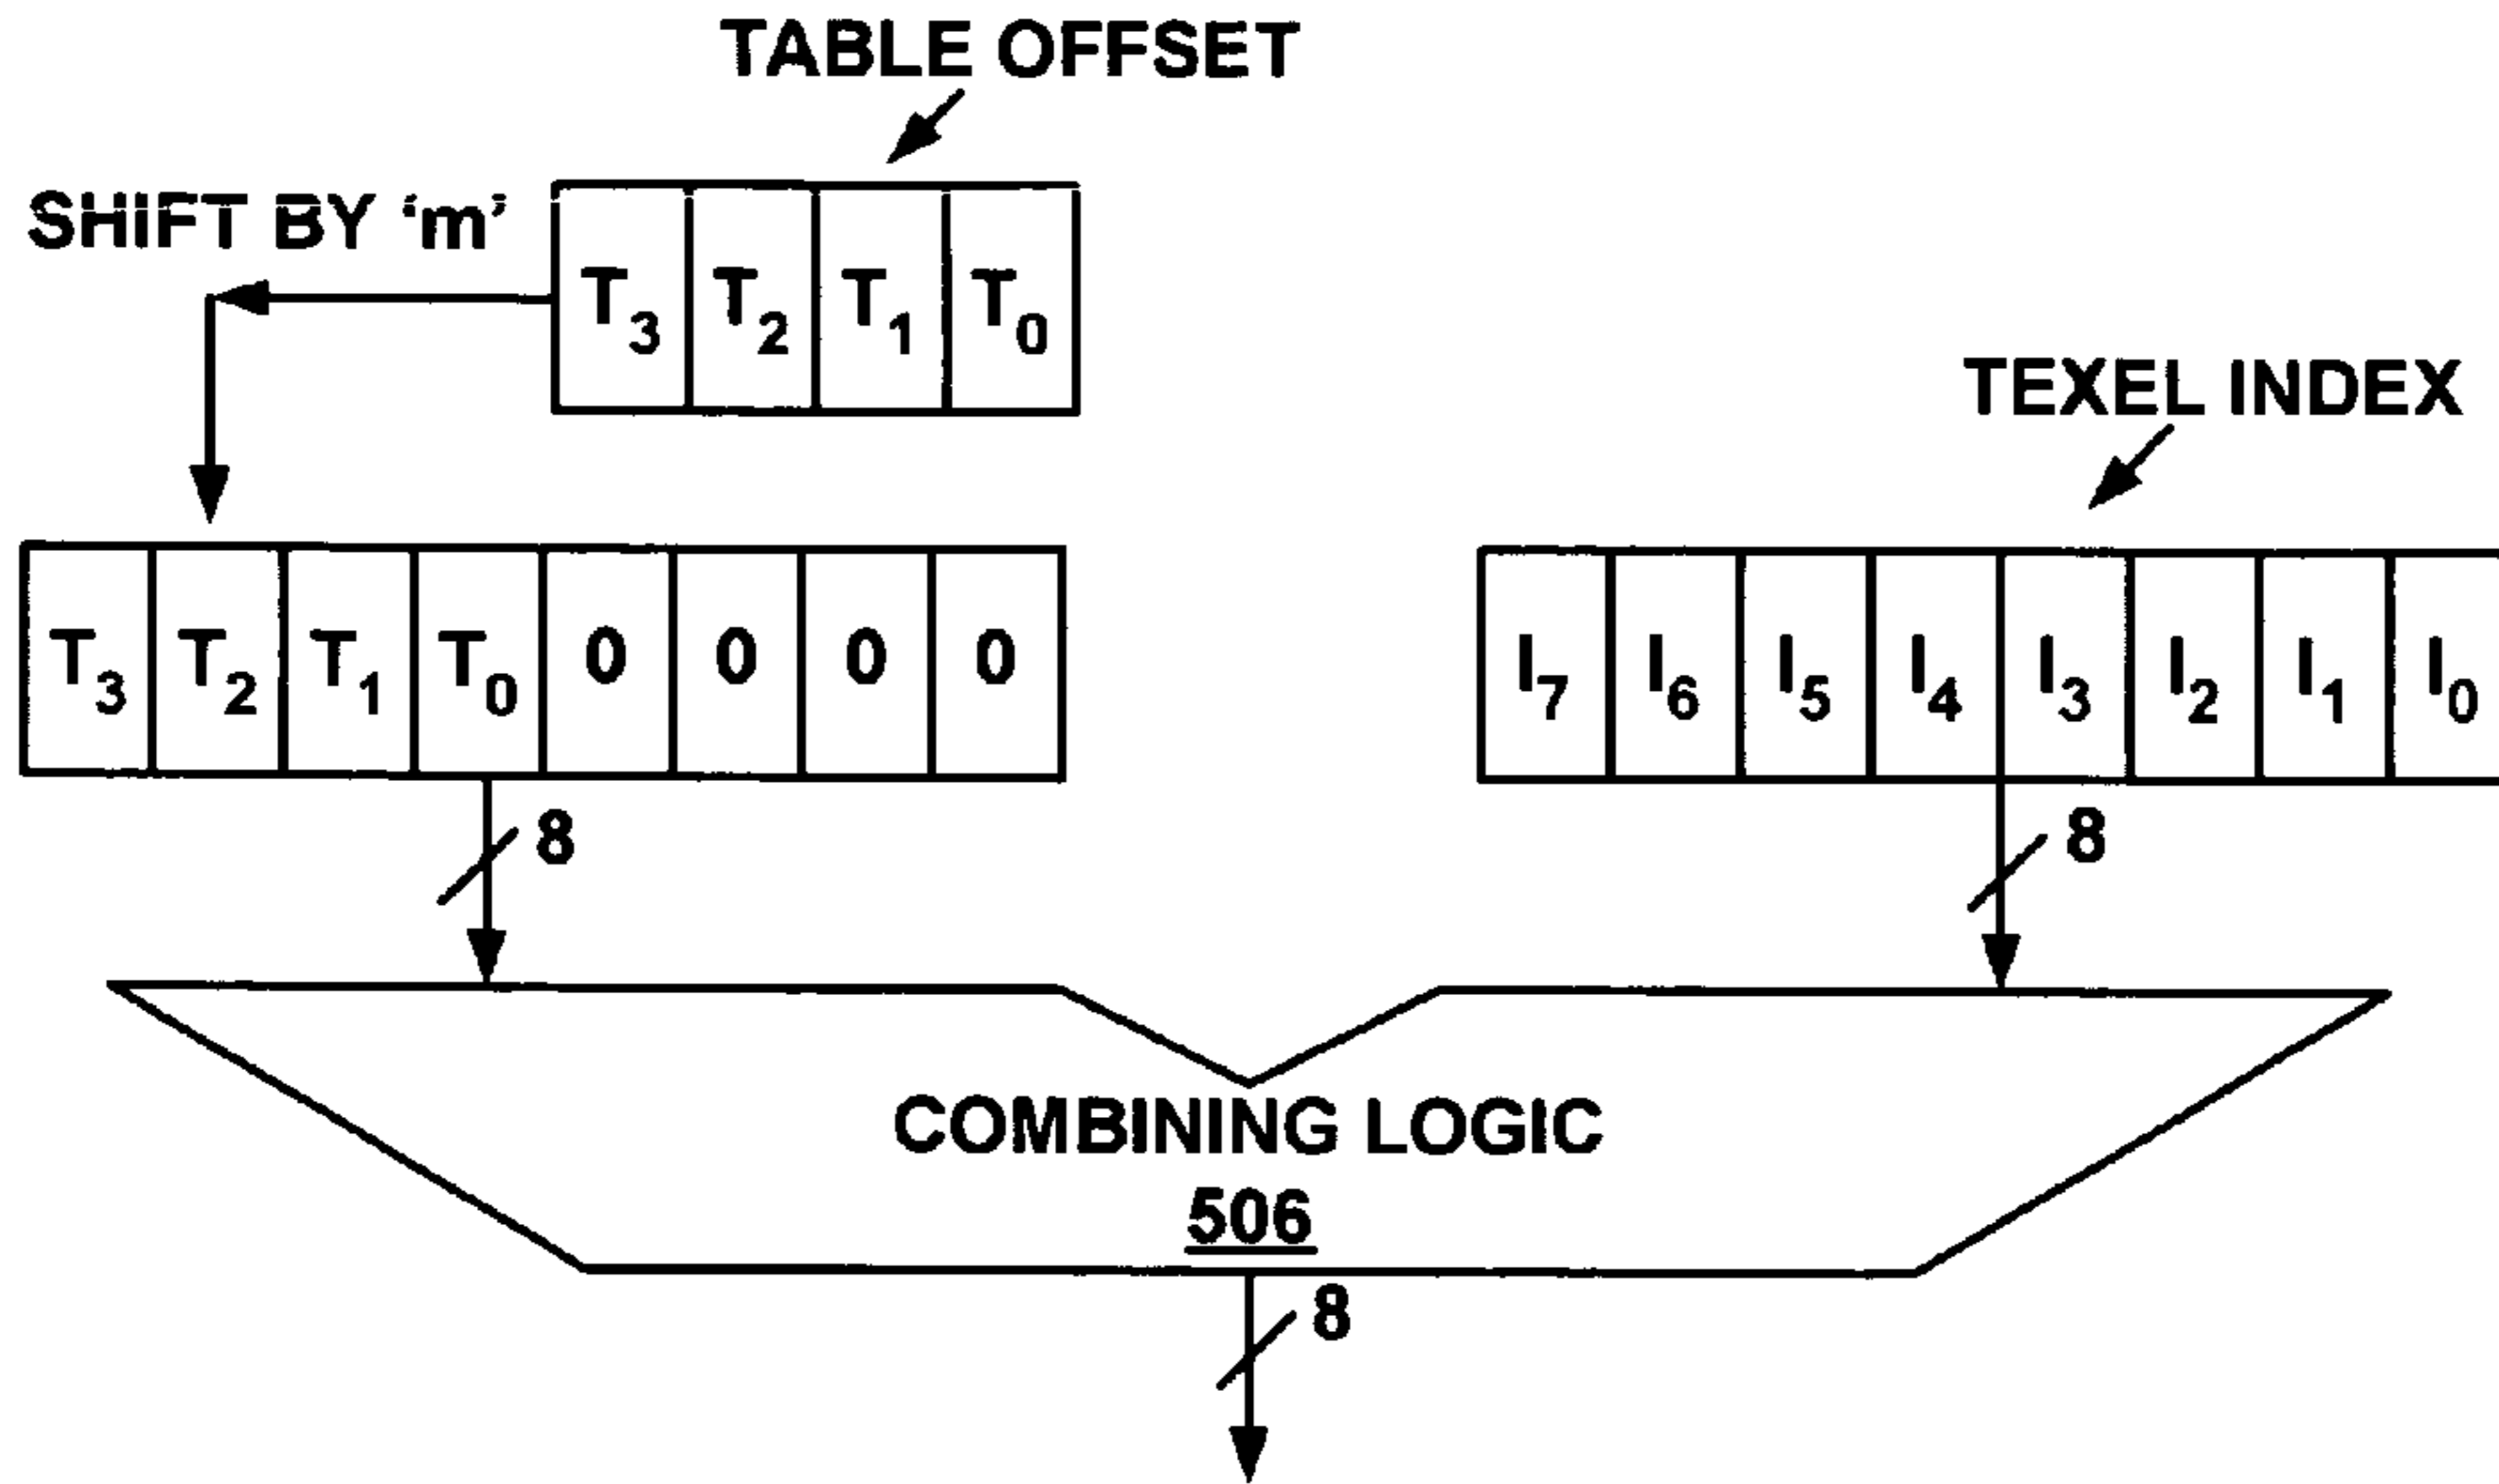 TABLE OFFSET
SHIFT BY ‘m’
T3 T2 T1 T0
TEXEL INDEX
T3 T2 T1 T0 0 0 0 0
I7 I6 I5 I4 I3 I2 I1 I0
8
8
COMBINING LOGIC
506
8